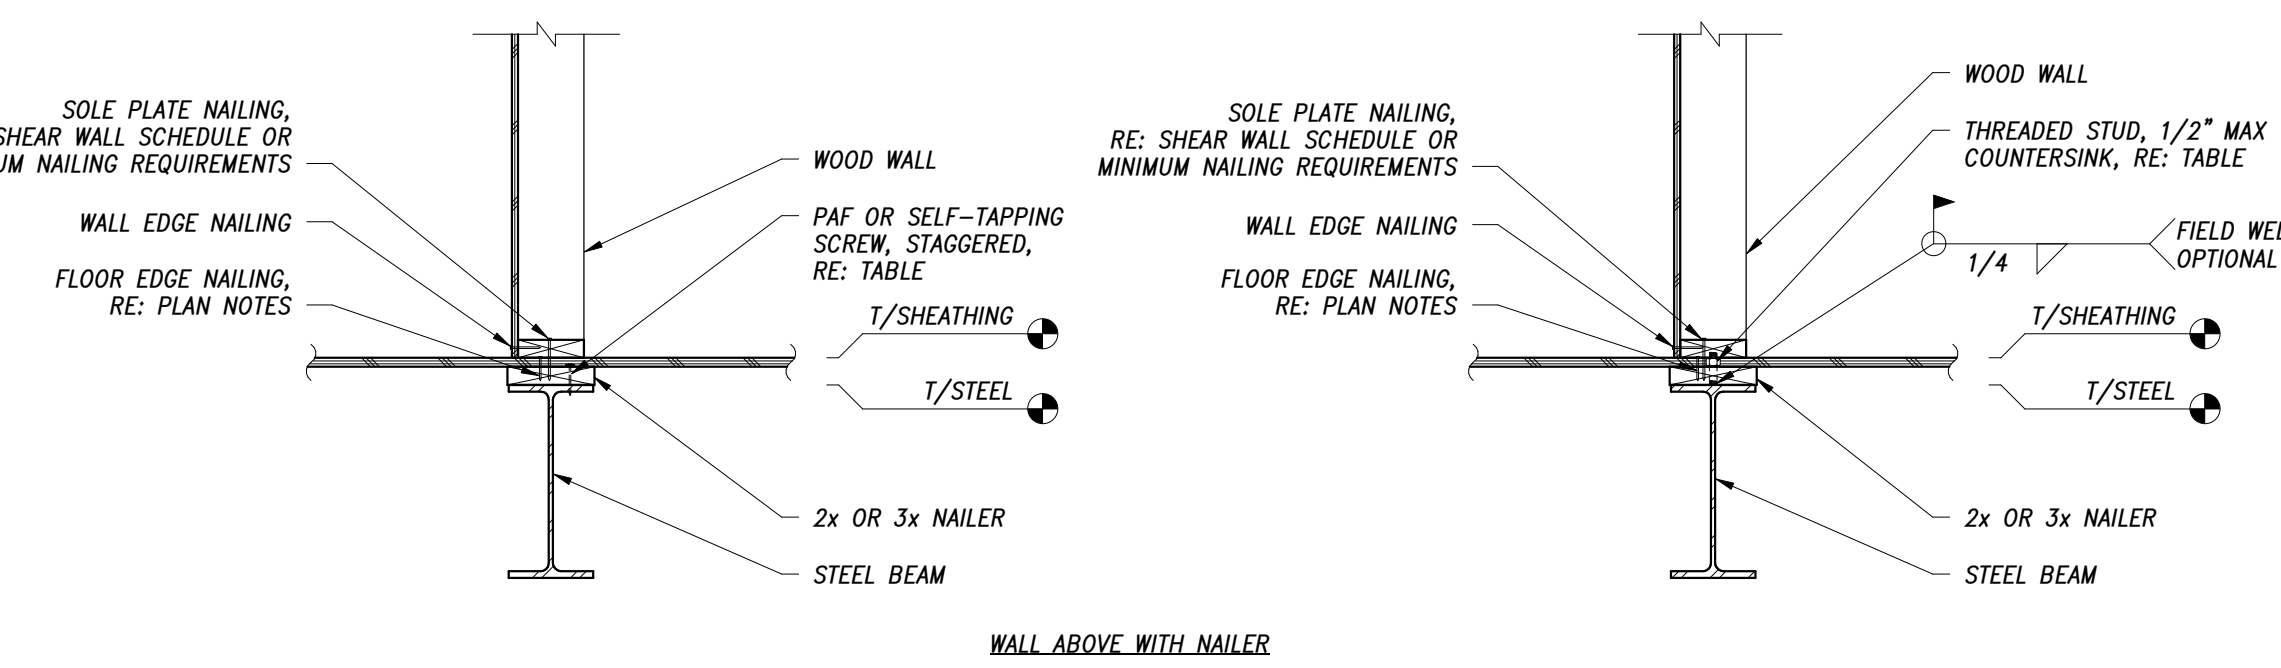 SOLE PLATE NAILING,
SHEAR WALL SCHEDULE OR
NAILING REQUIREMENTS
WALL EDGE NAILING
FLOOR EDGE NAILING,
RE: PLAN NOTES
WOOD WALL
PAF OR SELF-TAPPING
SCREW, STAGGERED,
RE: TABLE
T/SHEATHING
T/STEEL
2x OR 3x NAILER
STEEL BEAM
SOLE PLATE NAILING,
RE: SHEAR WALL SCHEDULE OR
MINIMUM NAILING REQUIREMENTS
WALL EDGE NAILING
FLOOR EDGE NAILING,
RE: PLAN NOTES
WOOD WALL
THREADED STUD, 1/2" MAX
COUNTERSINK, RE: TABLE
1/4
FIELD
OPTIONAL
T/SHEATHING
T/STEEL
2x OR 3x NAILER
STEEL BEAM
WALL ABOVE WITH NAILER